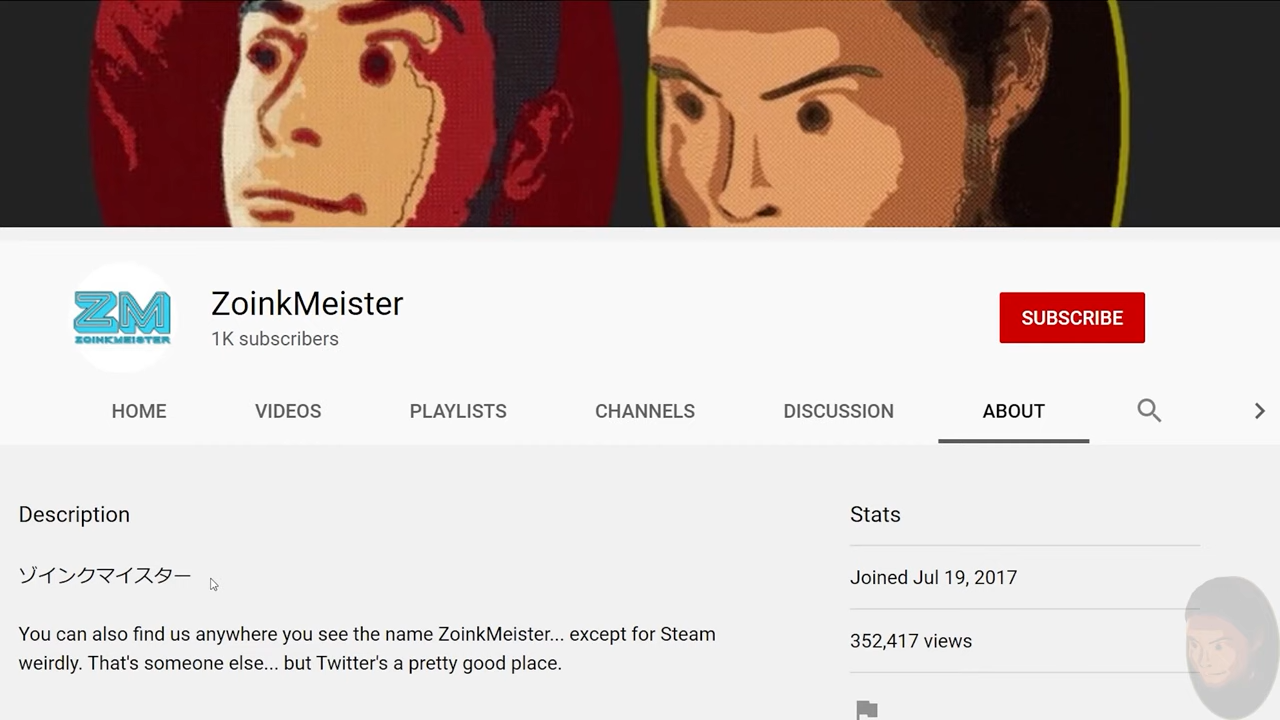 ZM
ZOINKMEISTER
ZoinkMeister
1K subscribers
SUBSCRIBE
HOME
VIDEOS
PLAYLISTS
CHANNELS
DISCUSSION
ABOUT
Description
ゾインクマイスター
You can also find us anywhere you see the name ZoinkMeister... except for Steam
weirdly. That's someone else... but Twitter's a pretty good place.
Stats
Joined Jul 19, 2017
352,417 views